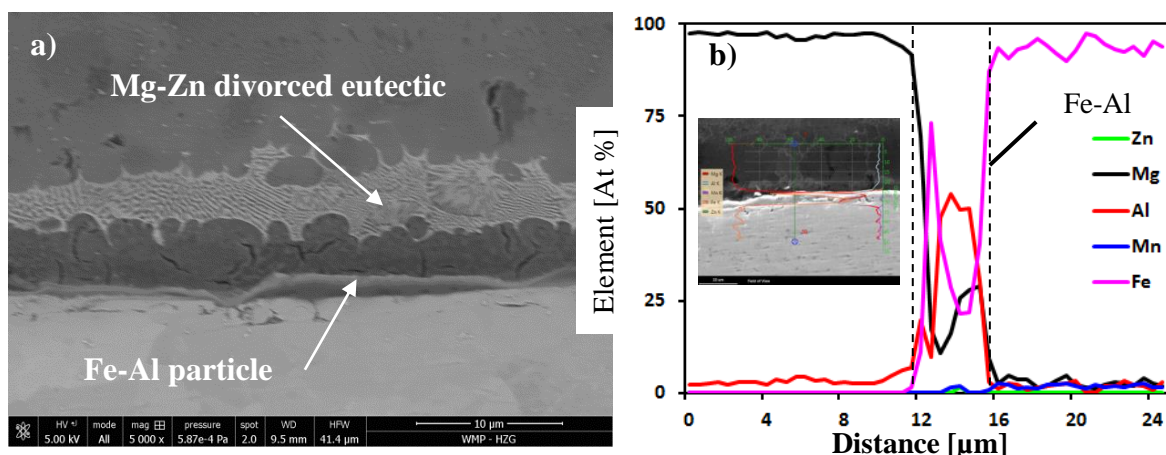 a)
Mg-Zn divorced eutectic
Fe-Al particle
HV mode mag pressure spot WD HFW 10 µm
5.00 kV All 5 000 x 5.87e-4 Pa 2.0 9.5 mm 41.4 µm WMP - HZG
b)
Element [At %]
100
75
50
25
0
0 4 8 12 16 20 24
Distance [µm]
Fe-Al
Zn
Mg
Al
Mn
Fe